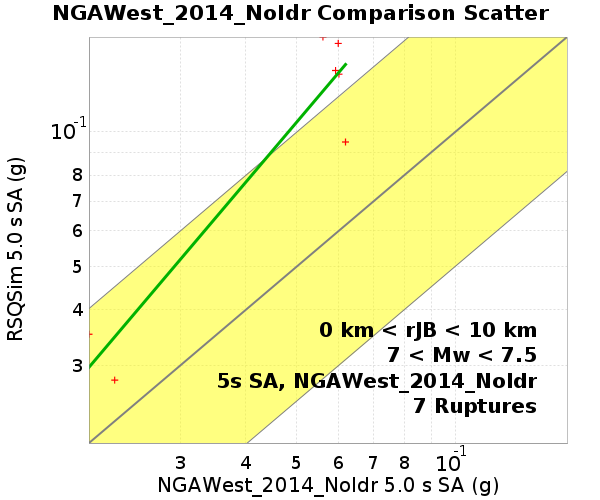 NGAWest_2014_NoIdr Comparison Scatter
RSQSim 5.0 s SA (g)
10-1
8
7
6
5
4
3
0 km < rJB < 10 km
7 < Mw < 7.5
5s SA, NGAWest_2014_NoIdr
7 Ruptures
3 4 5 6 7 8 10-1
NGAWest_2014_NoIdr 5.0 s SA (g)